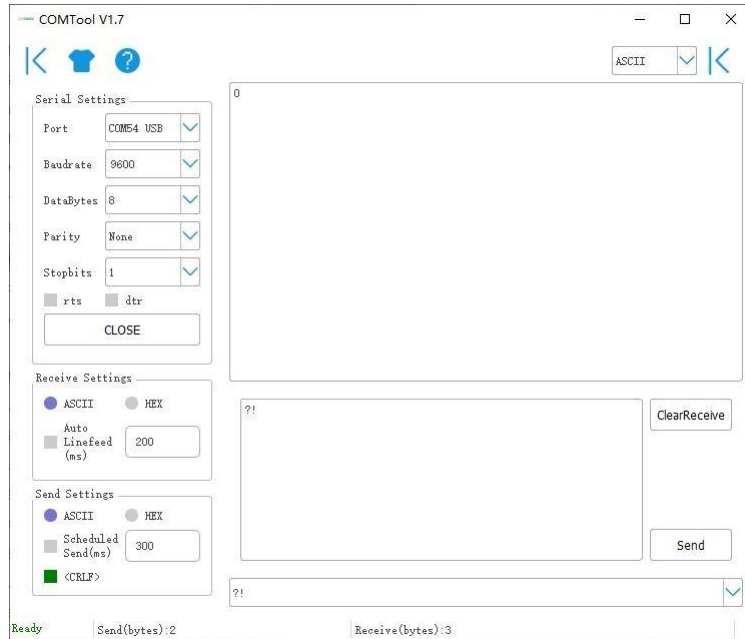 COMTool V1.7
?
ASCII
Serial Settings
Port COM54 USB
Baudrate 9600
DataBytes 8
Parity None
Stopbits 1
rts dtr
CLOSE
0
Receive Settings
ASCII HEX
Auto
Linefeed
(ms)
200
?!
ClearReceive
Send Settings
ASCII HEX
Scheduled
Send(ms)
300
<CRLF>
Send
?!
Ready Send(bytes):2 Receive(bytes):3